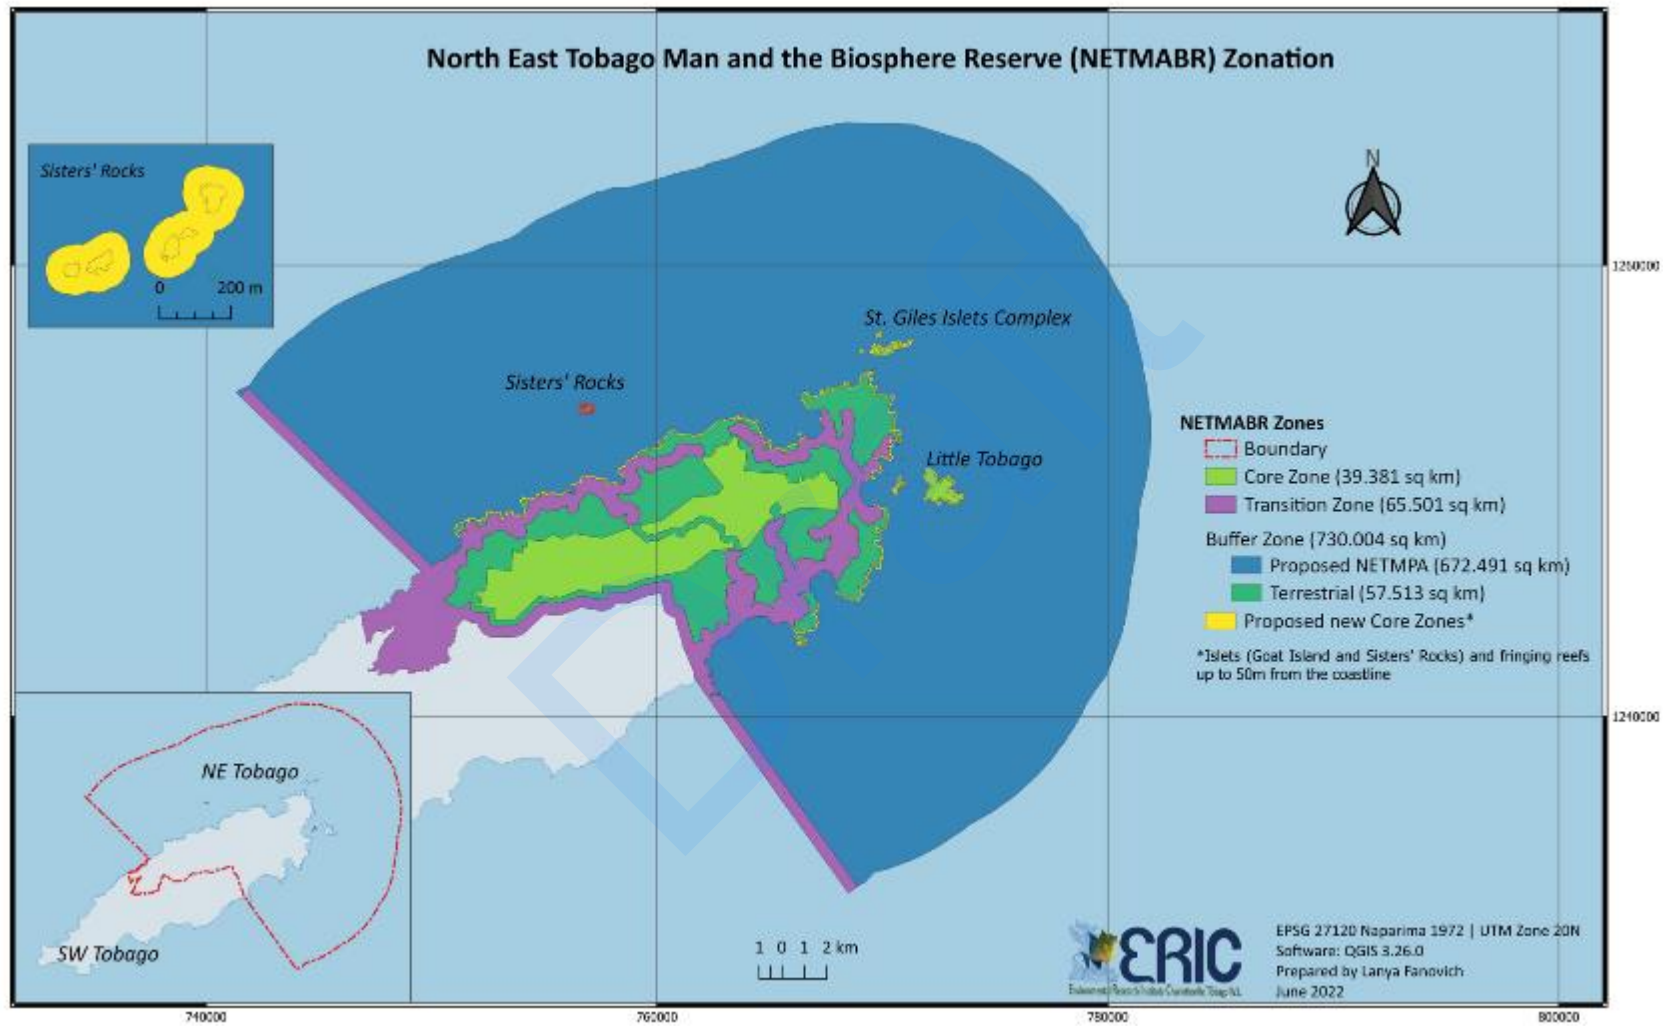 North East Tobago Man and the Biosphere Reserve (NETMABR) Zonation
Sisters' Rocks
0 200 m
N
1260000
St. Giles Islets Complex
Sisters' Rocks
Little Tobago
NETMABR Zones
Boundary
Core Zone (39.381 sq km)
Transition Zone (65.501 sq km)
Buffer Zone (730.004 sq km)
Proposed NETMPA (672.491 sq km)
Terrestrial (57.513 sq km)
Proposed new Core Zones*
*Islets (Goat Island and Sisters' Rocks) and fringing reefs
up to 50m from the coastline
1240000
NE Tobago
SW Tobago
1 0 1 2 km
ERIC
EPSG 27120 Naparima 1972 | UTM Zone 20N
Software: QGIS 3.26.0
Prepared by Lanya Fanovich
June 2022
740000 760000 780000 800000